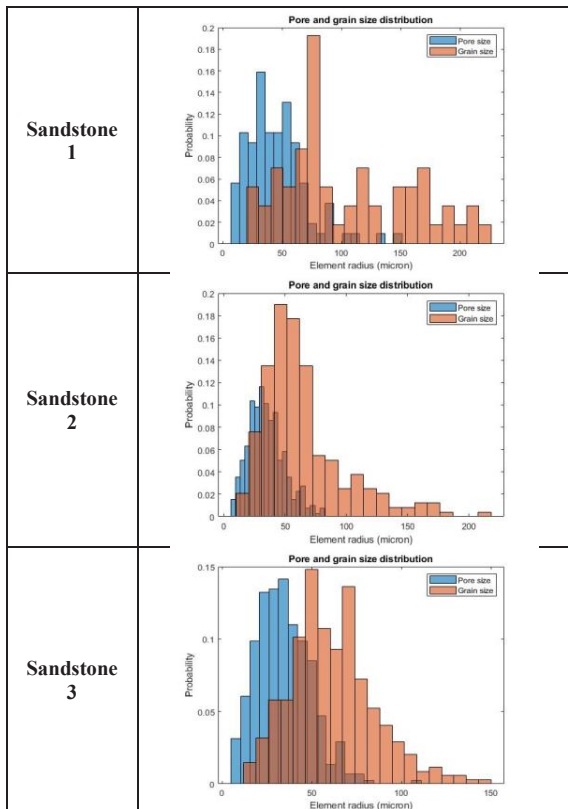 Sandstone
1
Pore and grain size distribution
Pore size
Grain size
0.2
0.18
0.16
0.14
0.12
0.1
0.08
0.06
0.04
0.02
0
Probability
0 50 100 150 200
Element radius (micron)
Sandstone
2
Pore and grain size distribution
Pore size
Grain size
0.2
0.18
0.16
0.14
0.12
0.1
0.08
0.06
0.04
0.02
0
Probability
0 50 100 150 200
Element radius (micron)
Sandstone
3
Pore and grain size distribution
Pore size
Grain size
0.15
0.1
0.05
0
Probability
0 50 100 150
Element radius (micron)